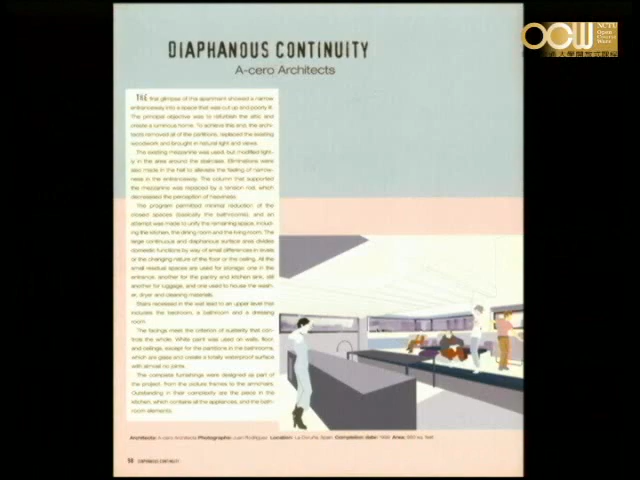 OCW NCTU
Open
Course
Ware
DIAPHANOUS CONTINUITY
A-cero Architects
THE first glimpse of the apartment showed a narrow
entranceway into a space that was cut up and poorly lit.
The principal objective was to refurbish the attic and
create a luminous home. To achieve this end, the archi-
tects removed all of the partitions, replaced the existing
woodwork and brought in natural light and views.
The existing mezzanine was used, but modified light-
ly in the area around the staircase. Eliminations were
also made in the hall to alleviate the feeling of narrow-
ness in the entranceway. The column that supported
the mezzanine was replaced by a tension rod, which
decreased the perception of heaviness.
The program permitted minimal reduction of the
closed spaces (basically the bathrooms), and an
attempt was made to unify the remaining space, includ-
ing the kitchen, the dining room and the living room. The
large continuous and diaphanous surface area divides
domestic functions by way of small differences in levels
or the changing nature of the floor or the ceiling. All the
small residual spaces are used for storage: one in the
entrance, another for the pantry and kitchen sink, still
another for luggage, and one used to house the wash-
er, dryer and cleaning materials.
Stairs recessed in the wall lead to an upper level that
includes the bedroom, a bathroom and a dressing
room.
The facings meet the criterion of austerity that con-
trols the whole. White paint was used on walls, floor,
and ceilings, except for the partitions in the bathrooms,
which are glass and create a totally waterproof surface
with almost no joints.
The complete furnishings were designed as part of
the project, from the picture frames to the armchairs.
Outstanding in their complexity are the piece in the
kitchen, which contains all the appliances, and the bath-
room elements.
Architects: A-cero Architects Photographs: Juan Rodríguez Location: La Coruña, Spain Completion date: Area: sq. feet
DIAPHANOUS CONTINUITY